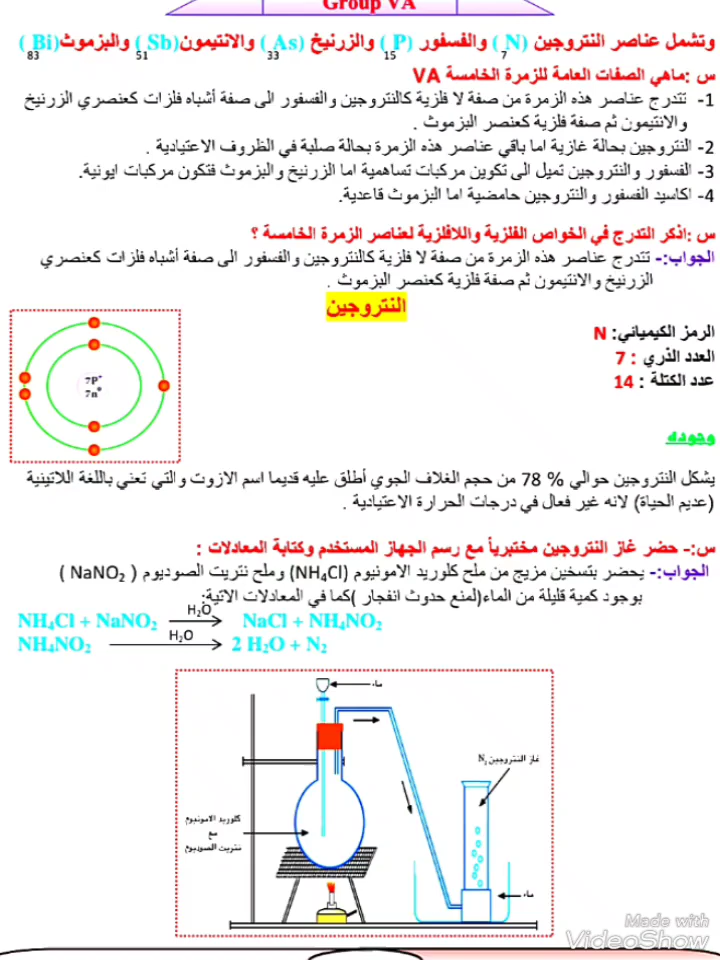 Group VA
وتشمل عناصر النتروجين ( N ) والفسفور ( P ) والزرنيخ ( As ) والانتيمون( Sb ) والبزموث( Bi )
7 15 33 51 83
س :ماهي الصفات العامة للزمرة الخامسة VA
1- تتدرج عناصر هذه الزمرة من صفة لا فلزية كالنتروجين والفسفور الى صفة أشباه فلزات كعنصري الزرنيخ
والانتيمون ثم صفة فلزية كعنصر البزموث .
2- النتروجين بحالة غازية اما باقي عناصر هذه الزمرة بحالة صلبة في الظروف الاعتيادية .
3- الفسفور والنتروجين تميل الى تكوين مركبات تساهمية اما الزرنيخ والبزموث فتكون مركبات ايونية.
4- اكاسيد الفسفور والنتروجين حامضية اما البزموث قاعدية.
س :اذكر التدرج في الخواص الفلزية واللافلزية لعناصر الزمرة الخامسة ؟
الجواب:- تتدرج عناصر هذه الزمرة من صفة لا فلزية كالنتروجين والفسفور الى صفة أشباه فلزات كعنصري
الزرنيخ والانتيمون ثم صفة فلزية كعنصر البزموث .
النتروجين
الرمز الكيميائي: N
العدد الذري : 7
عدد الكتلة : 14
7P⁺
7n⁰
وجوده
يشكل النتروجين حوالي % 78 من حجم الغلاف الجوي أطلق عليه قديما اسم الازوت والتي تعني باللغة اللاتينية
(عديم الحياة) لانه غير فعال في درجات الحرارة الاعتيادية .
س:- حضر غاز النتروجين مختبرياً مع رسم الجهاز المستخدم وكتابة المعادلات :
الجواب:- يحضر بتسخين مزيج من ملح كلوريد الامونيوم (NH₄Cl) وملح نتريت الصوديوم ( NaNO₂ )
بوجود كمية قليلة من الماء(لمنع حدوث انفجار )كما في المعادلات الاتية:
NH₄Cl + NaNO₂ H₂O NaCl + NH₄NO₂
NH₄NO₂ H₂O 2 H₂O + N₂
ماء
غاز النتروجين N₂
كلوريد الامونيوم
مع
نتريت الصوديوم
ماء
Made with
VideoShow